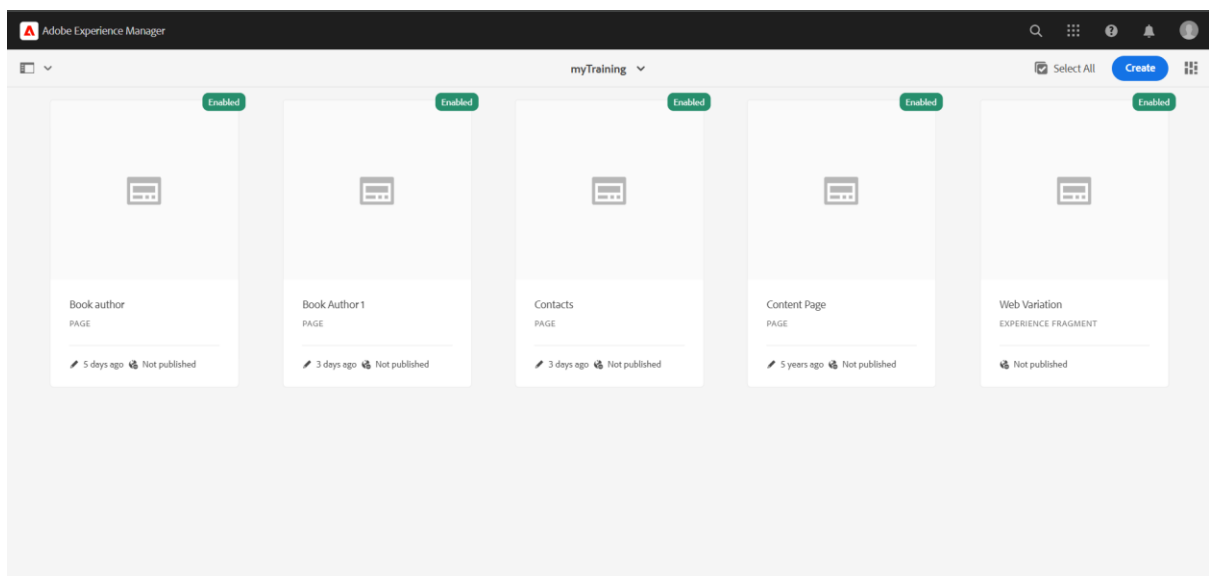 Adobe Experience Manager
myTraining
Select All
Create
Enabled
Enabled
Enabled
Enabled
Enabled
Book author
PAGE
5 days ago Not published
Book Author 1
PAGE
3 days ago Not published
Contacts
PAGE
3 days ago Not published
Content Page
PAGE
5 years ago Not published
Web Variation
EXPERIENCE FRAGMENT
Not published